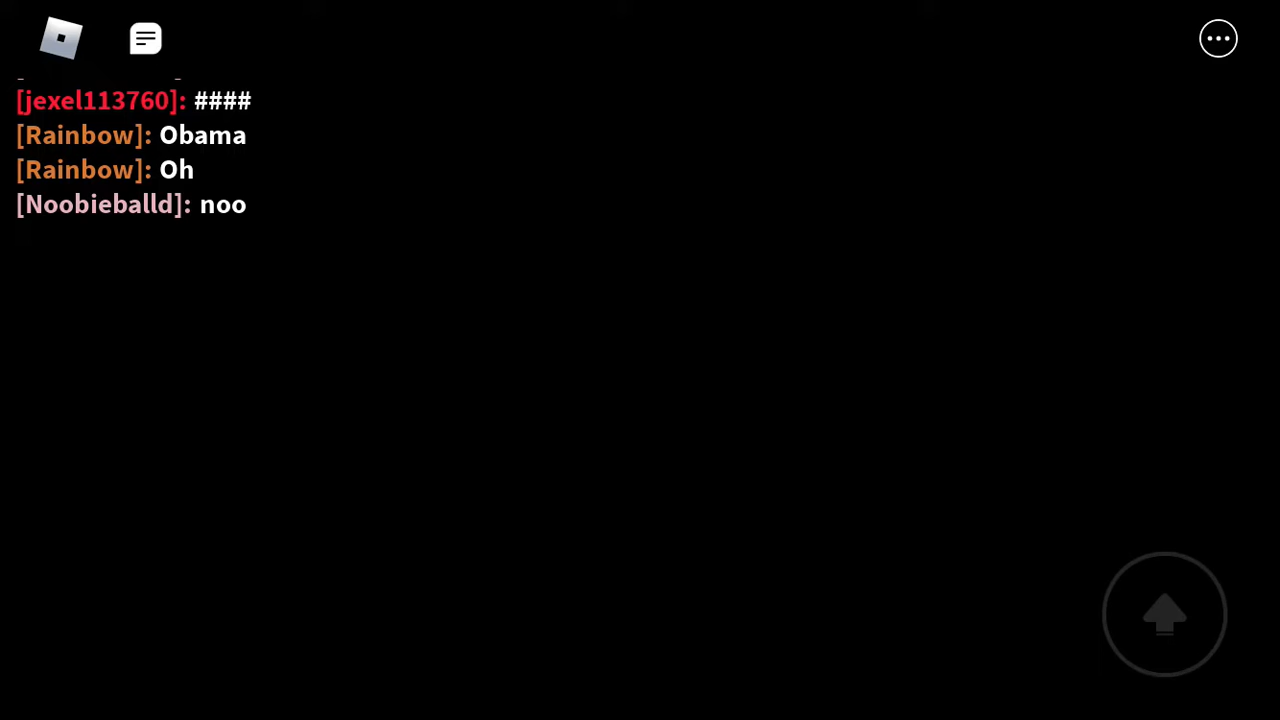 [jexel113760]: ####
[Rainbow]: Obama
[Rainbow]: Oh
[Noobieballd]: noo